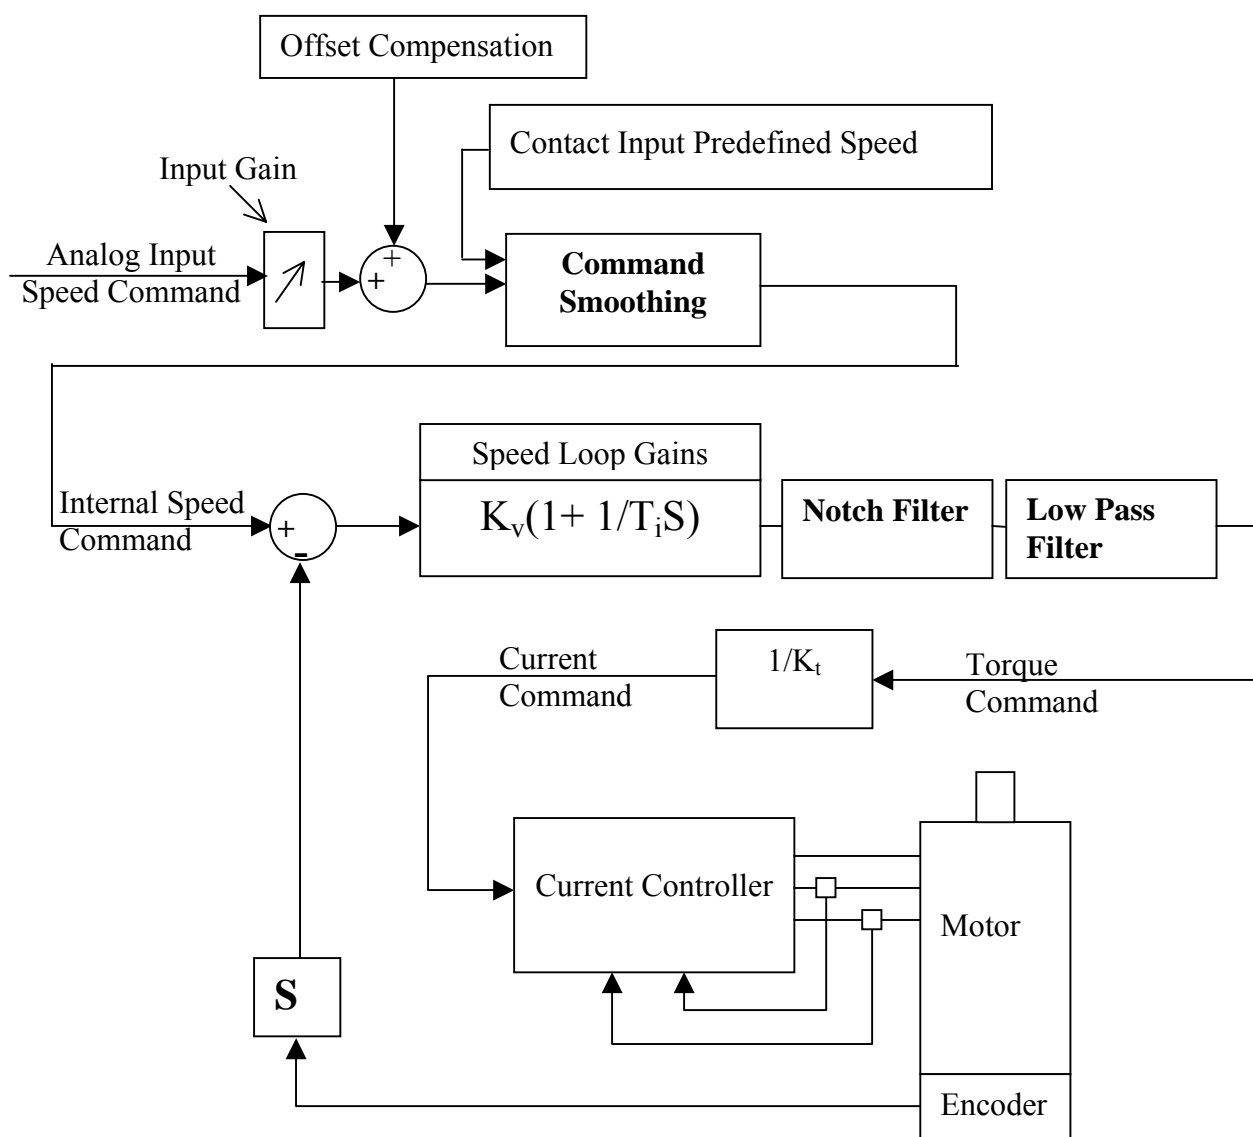 Offset Compensation
Contact Input Predefined Speed
Input Gain
Analog Input
Speed Command
+
+
Command
Smoothing
Speed Loop Gains
Internal Speed
Command
+
-
Kᵥ(1+ 1/TᵢS)
Notch Filter
Low Pass
Filter
Current
Command
1/Kₜ
Torque
Command
Current Controller
Motor
S
Encoder